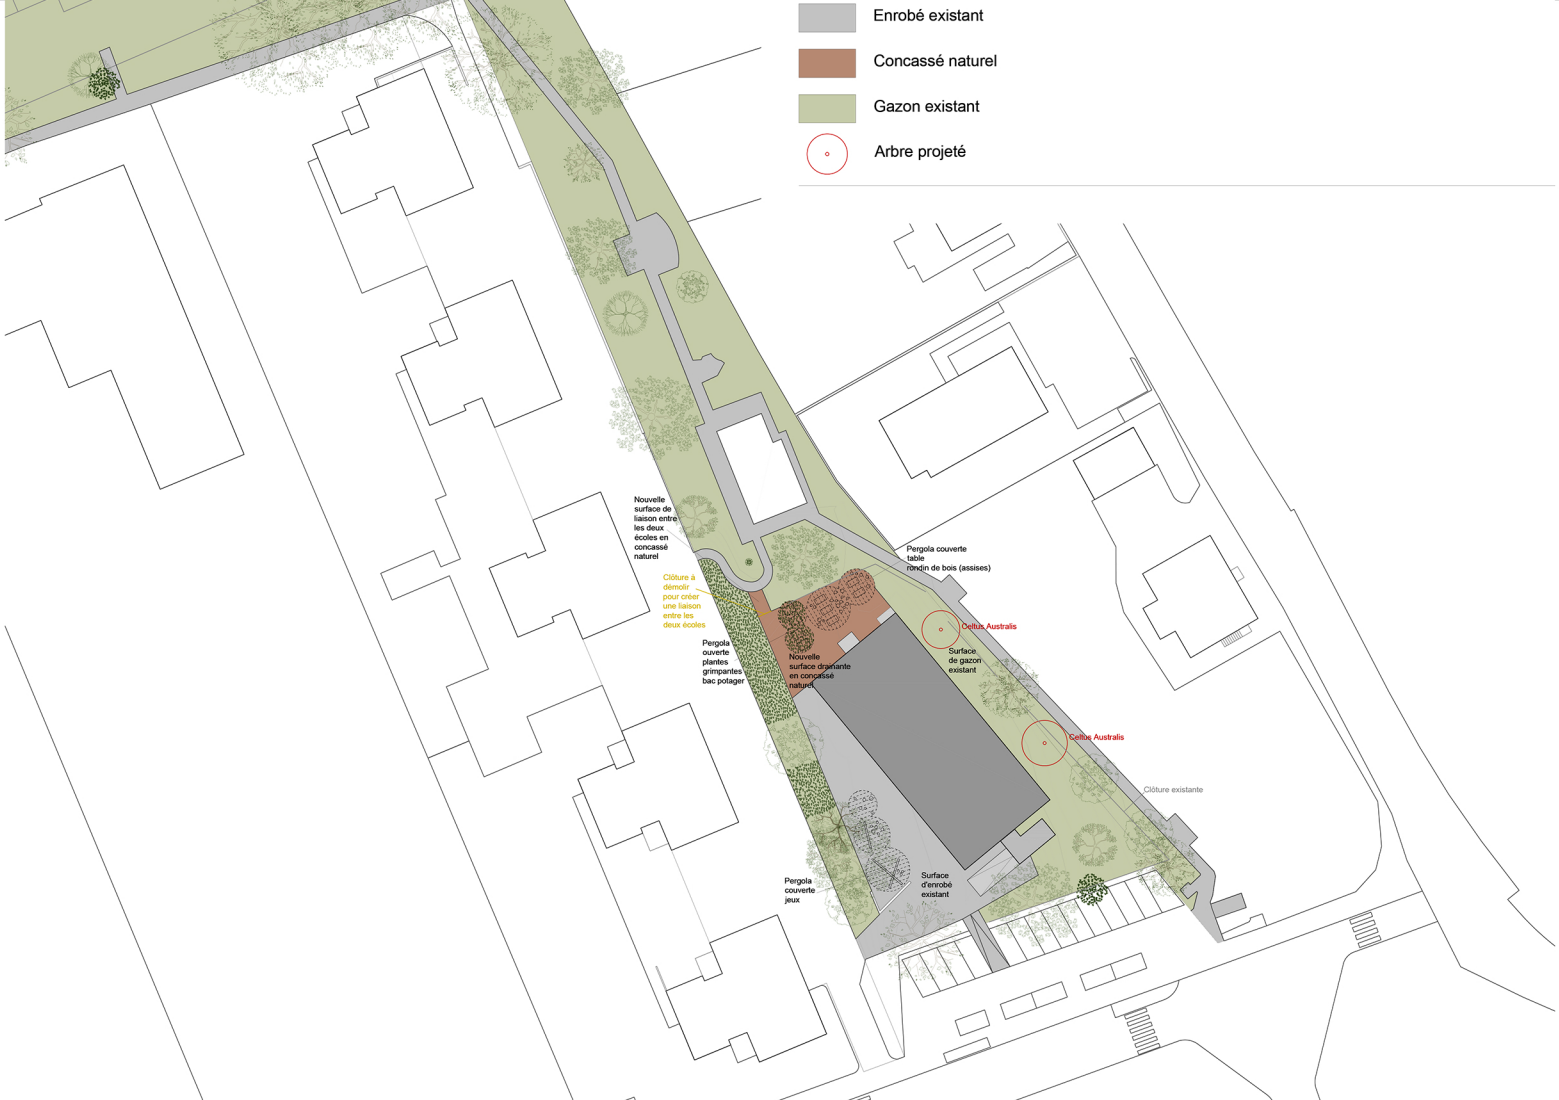 Enrobé existant
Concassé naturel
Gazon existant
Arbre projeté
Nouvelle
surface de
liaison entre
les deux
écoles en
concassé
naturel
Pergola couverte
table
rondin de bois (assises)
Clôture à
démolir
pour créer
une liaison
entre les
deux écoles
Celtus Australis
Pergola
ouverte
plantes
grimpantes
bac potager
Nouvelle
surface drainante
en concassé
naturel
Surface
de gazon
existant
Celtus Australis
Clôture existante
Pergola
couverte
jeux
Surface
d'enrobé
existant